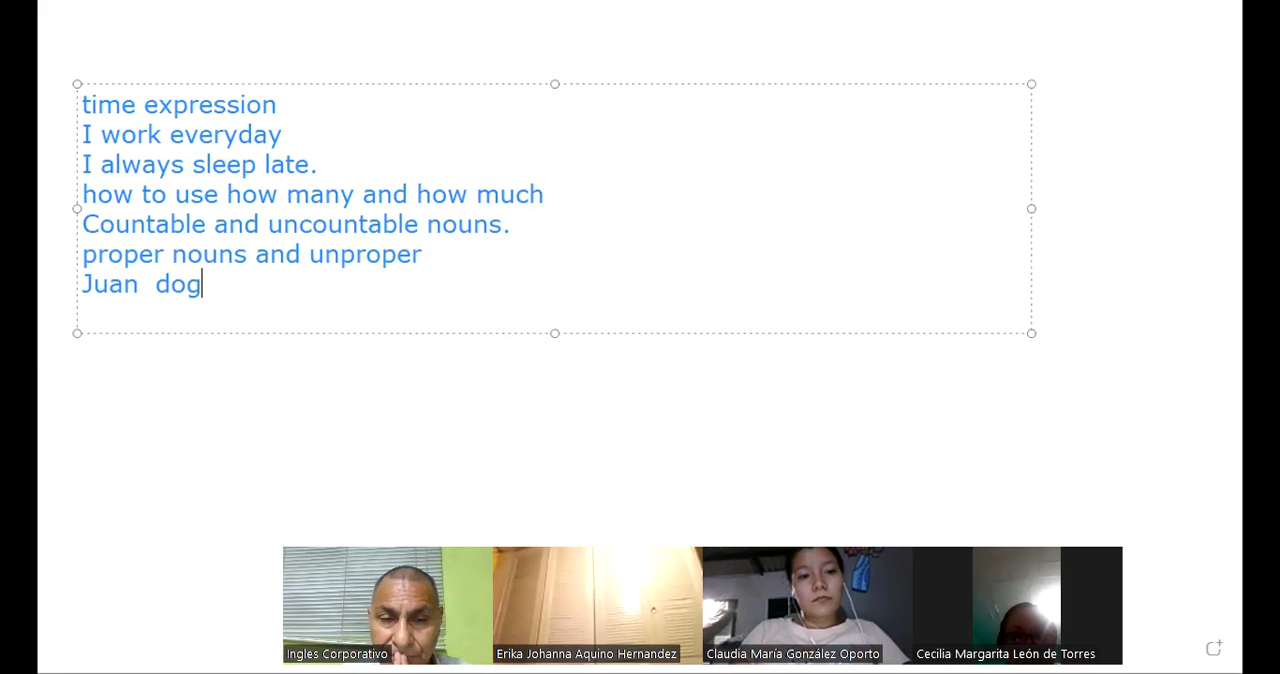 time expression
I work everyday
I always sleep late.
how to use how many and how much
Countable and uncountable nouns.
proper nouns and unproper
Juan  dog
Ingles Corporativo
Erika Johanna Aquino Hernandez
Claudia María González Oporto
Cecilia Margarita León de Torres